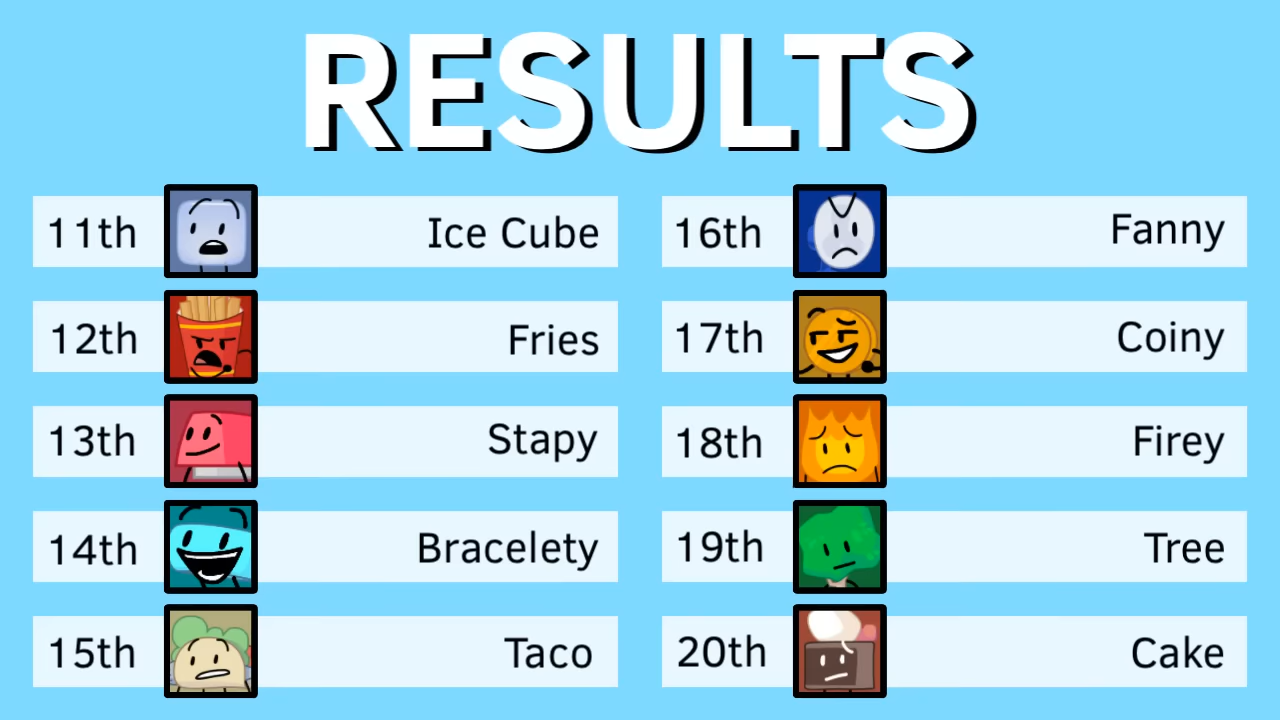 RESULTS
11th Ice Cube
12th Fries
13th Stapy
14th Bracelety
15th Taco
16th Fanny
17th Coiny
18th Firey
19th Tree
20th Cake